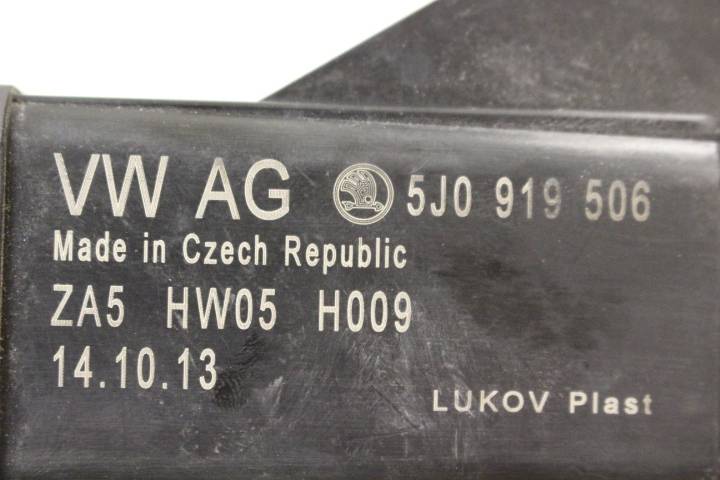 VW AG 5J0 919 506
Made in Czech Republic
ZA5 HW05 H009
14.10.13
LUKOV Plast